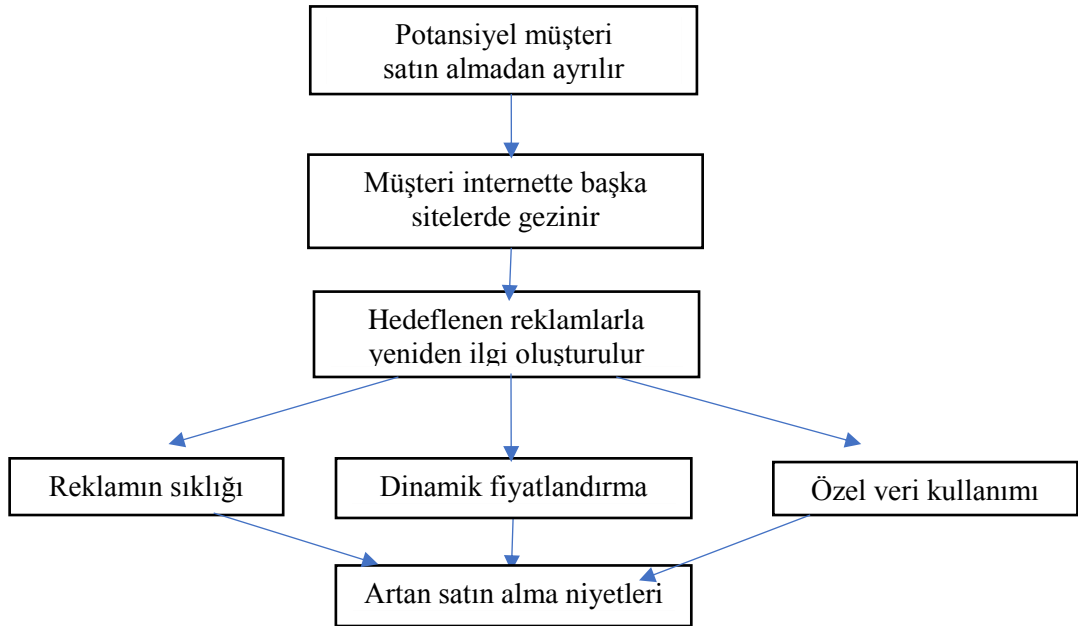 Potansiyel müşteri
satın almadan ayrılır
Müşteri internette başka
sitelerde gezinir
Hedeflenen reklamlarla
yeniden ilgi oluşturulur
Reklamın sıklığı
Dinamik fiyatlandırma
Özel veri kullanımı
Artan satın alma niyetleri